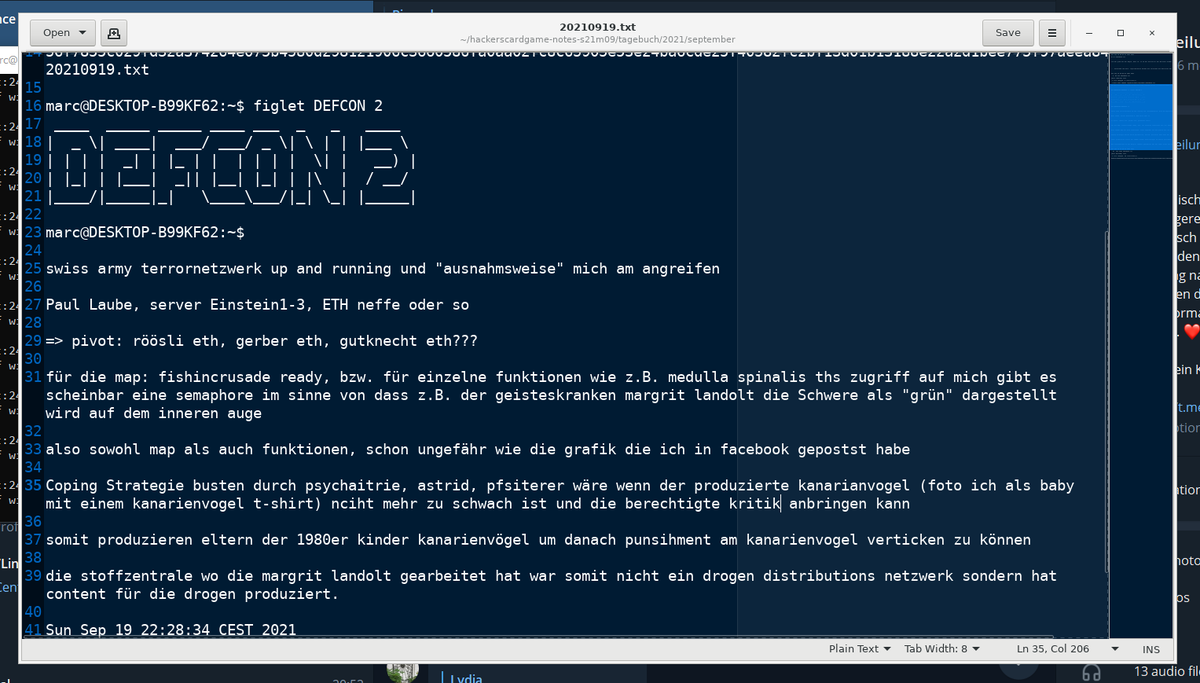 20210919.txt
~/hackerscardgame-notes-s21m09/tagebuch/2021/september
Open
Save
20210919.txt
15
16 marc@DESKTOP-B99KF62:~$ figlet DEFCON 2
17
18 DEFCON 2
19
20
21
22
23 marc@DESKTOP-B99KF62:~$
24
25 swiss army terrornetzwerk up and running und "ausnahmsweise" mich am angreifen
26
27 Paul Laube, server Einstein1-3, ETH neffe oder so
28
29 => pivot: röösli eth, gerber eth, gutknecht eth???
30
31 für die map: fishincrusade ready, bzw. für einzelne funktionen wie z.B. medulla spinalis ths zugriff auf mich gibt es
scheinbar eine semaphore im sinne von dass z.B. der geisteskranken margrit landolt die Schwere als "grün" dargestellt
wird auf dem inneren auge
32
33 also sowohl map als auch funktionen, schon ungefähr wie die grafik die ich in facebook gepostst habe
34
35 Coping Strategie busten durch psychaitrie, astrid, pfsiterer wäre wenn der produzierte kanarianvogel (foto ich als baby
mit einem kanarienvogel t-shirt) nciht mehr zu schwach ist und die berechtigte kritik anbringen kann
36
37 somit produzieren eltern der 1980er kinder kanarienvögel um danach punsihment am kanarienvogel verticken zu können
38
39 die stoffzentrale wo die margrit landolt gearbeitet hat war somit nicht ein drogen distributions netzwerk sondern hat
content für die drogen produziert.
40
41 Sun Sep 19 22:28:34 CEST 2021
Plain Text
Tab Width: 8
Ln 35, Col 206
INS
Lydia
13 audio